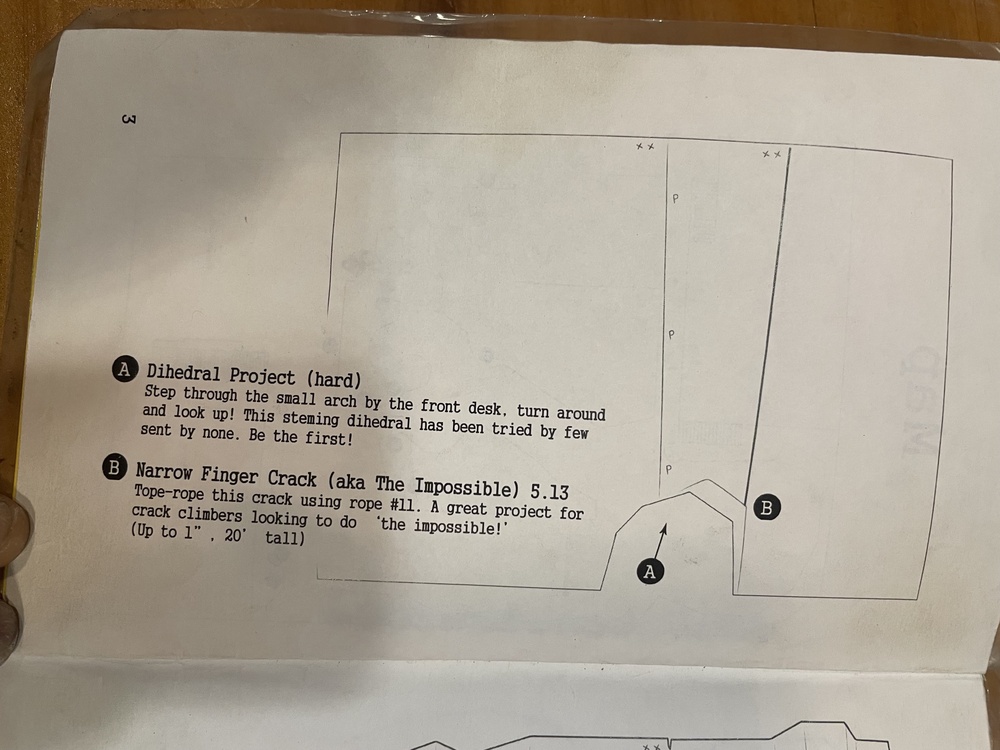 3
x x
x x
P
P
P
A Dihedral Project (hard)
Step through the small arch by the front desk, turn around
and look up! This steming dihedral has been tried by few
sent by none. Be the first!
B Narrow Finger Crack (aka The Impossible) 5.13
Tope-rope this crack using rope #11. A great project for
crack climbers looking to do 'the impossible!'
(Up to 1" , 20' tall)
B
A
x x